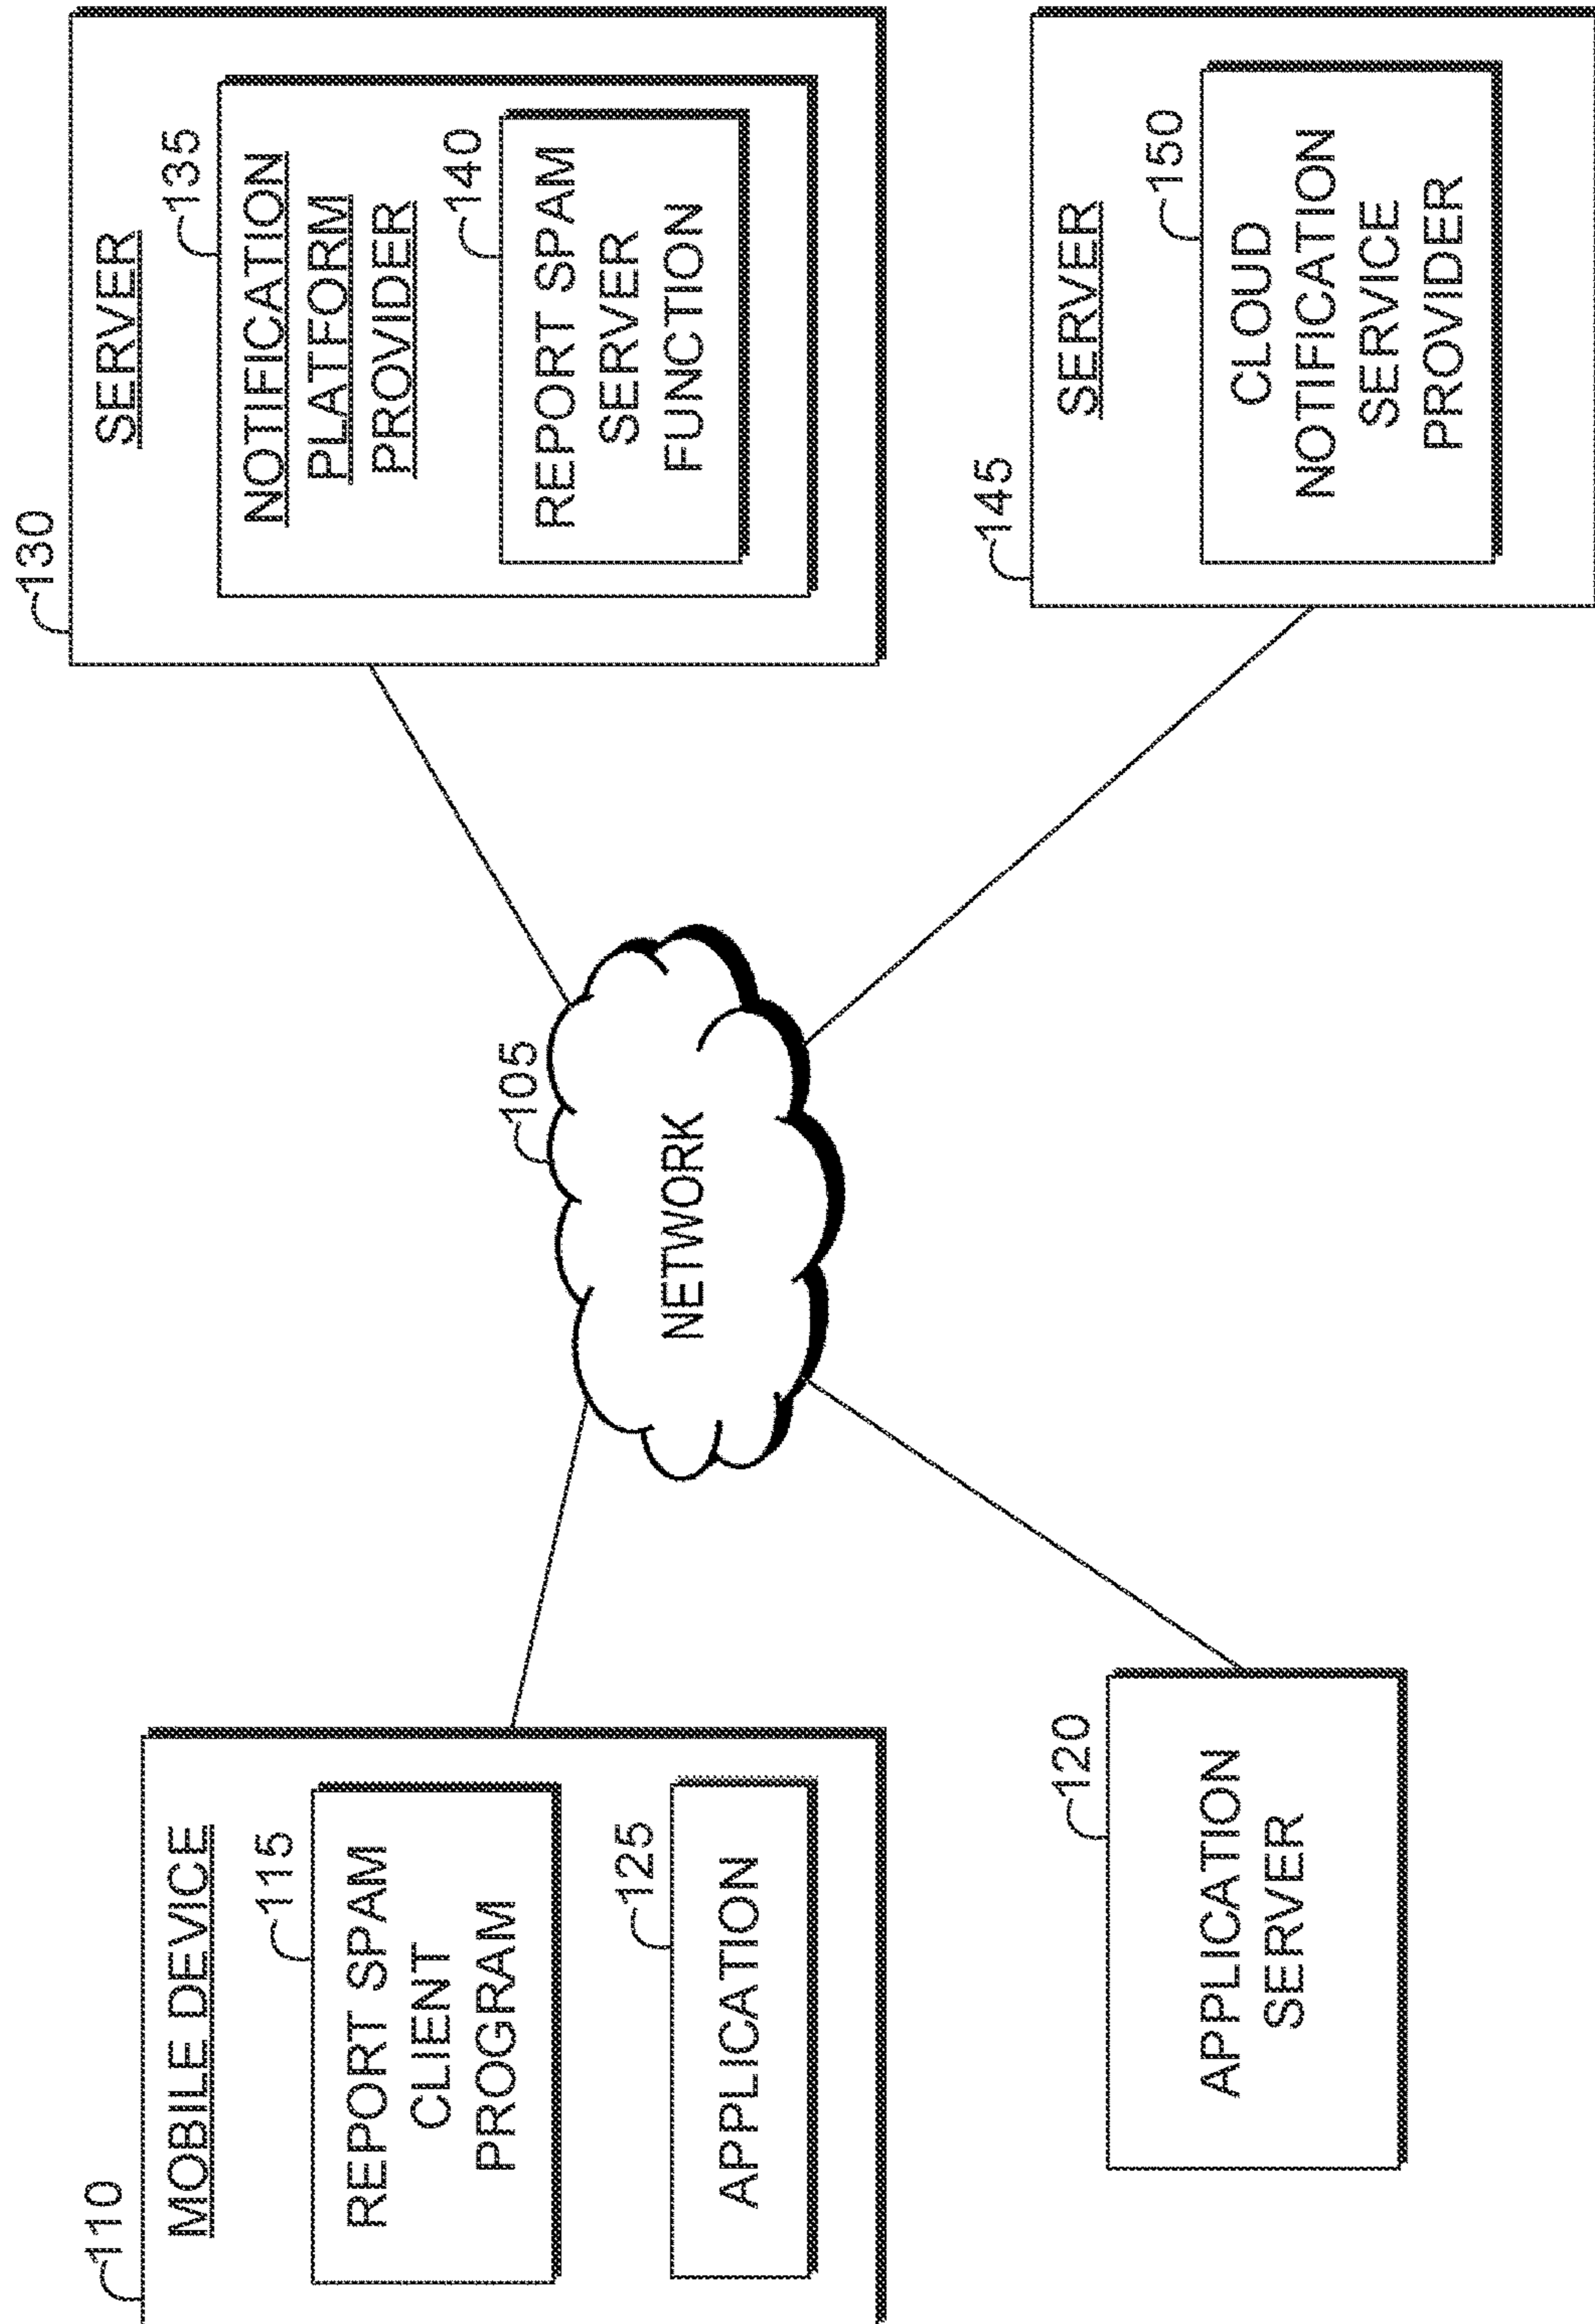 110
MOBILE DEVICE
115
REPORT SPAM
CLIENT
PROGRAM
125
APPLICATION
120
APPLICATION
SERVER
105
NETWORK
130
SERVER
135
NOTIFICATION
PLATFORM
PROVIDER
140
REPORT SPAM
SERVER
FUNCTION
145
SERVER
150
CLOUD
NOTIFICATION
SERVICE
PROVIDER